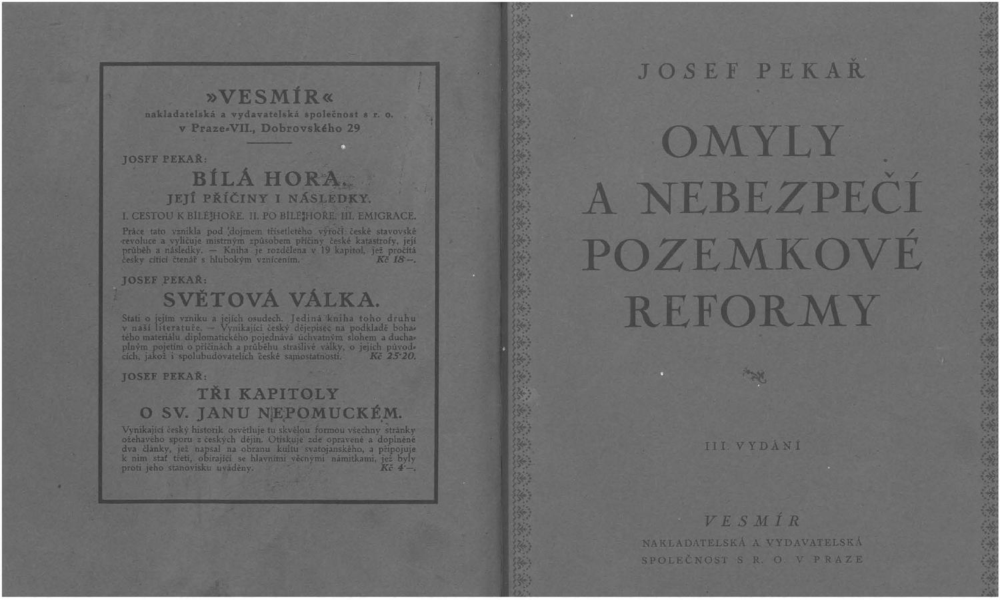 »VESMÍR«
nakladatelská a vydavatelská společnost s r. o.
v Praze-VII., Dobrovského 29
JOSFF PEKAŘ:
BÍLÁ HORA.
JEJÍ PŘÍČINY I NÁSLEDKY.
I. CESTOU K BÍLÉ HOŘE. II. PO BÍLÉ HOŘE. III. EMIGRACE.
Práce tato vznikla pod dojmem třísetletého výročí české stavovské
revoluce a vyličuje mistrným způsobem příčiny české katastrofy, její
průběh a následky. — Kniha je rozdělena v 19 kapitol, jež pročítá
česky cítící čtenář s hlubokým vznícením. Kč 18·—.
JOSEF PEKAŘ:
SVĚTOVÁ VÁLKA.
Stati o jejím vzniku a jejích osudech. Jediná kniha toho druhu
v naší literatuře. — Vynikající český dějepisec na podkladě boha-
tého materiálu diplomatického pojednává úchvatným slohem a ducha-
plným pojetím o příčinách a průběhu strašlivé války, o jejích původ-
cích, jakož i spolubudovatelích české samostatnosti. Kč 25·20.
JOSEF PEKAŘ:
TŘI KAPITOLY
O SV. JANU NEPOMUCKÉM.
Vynikající český historik osvětluje tu skvělou formou všechny stránky
ožehavého sporu z českých dějin. Otiskuje zde opravené a doplněné
dva články, jež napsal na obranu kultu svatojanského, a připojuje
k nim stať třetí, obírající se hlavními věcnými námitkami, jež byly
proti jeho stanovisku uváděny. Kč 4·—.
JOSEF PEKAŘ
OMYLY
A NEBEZPEČÍ
POZEMKOVÉ
REFORMY
III. VYDÁNÍ
VESMÍR
NAKLADATELSKÁ A VYDAVATELSKÁ
SPOLEČNOST S R. O. V PRAZE